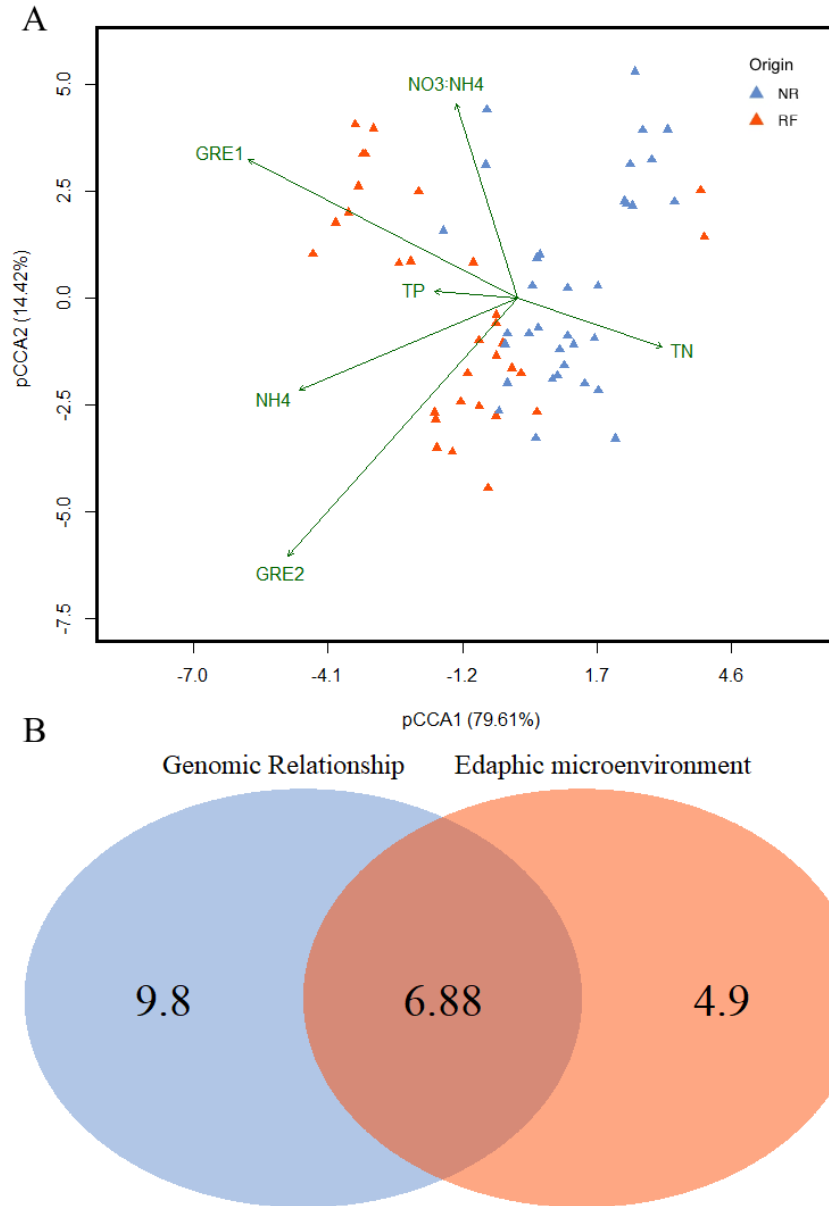 A
Origin
NR
RF
NO3:NH4
GRE1
TP
TN
NH4
GRE2
5.0
2.5
0.0
-2.5
-5.0
-7.5
pCCA2 (14.42%)
-7.0 -4.1 -1.2 1.7 4.6
pCCA1 (79.61%)
B
Genomic Relationship Edaphic microenvironment
9.8 6.88 4.9